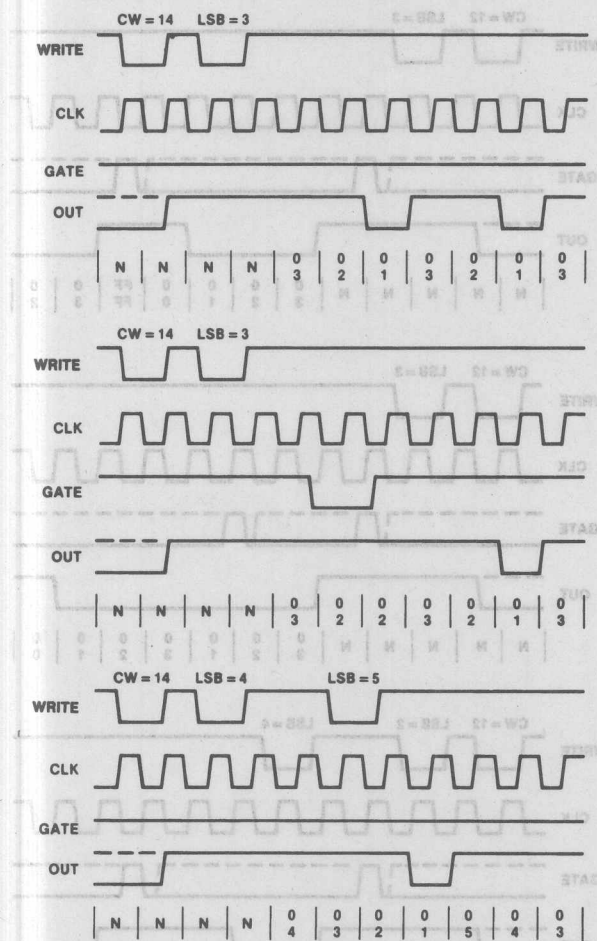 CW = 14 LSB = 3
WRITE
CLK
GATE
OUT
N N N N 0 3 0 2 0 1 0 3 0 2 0 1 0 3
CW = 14 LSB = 3
WRITE
CLK
GATE
OUT
N N N N 0 3 0 2 0 2 0 3 0 2 0 1 0 3
CW = 14 LSB = 4 LSB = 5
WRITE
CLK
GATE
OUT
N N N N 0 4 0 3 0 2 0 1 0 5 0 4 0 3